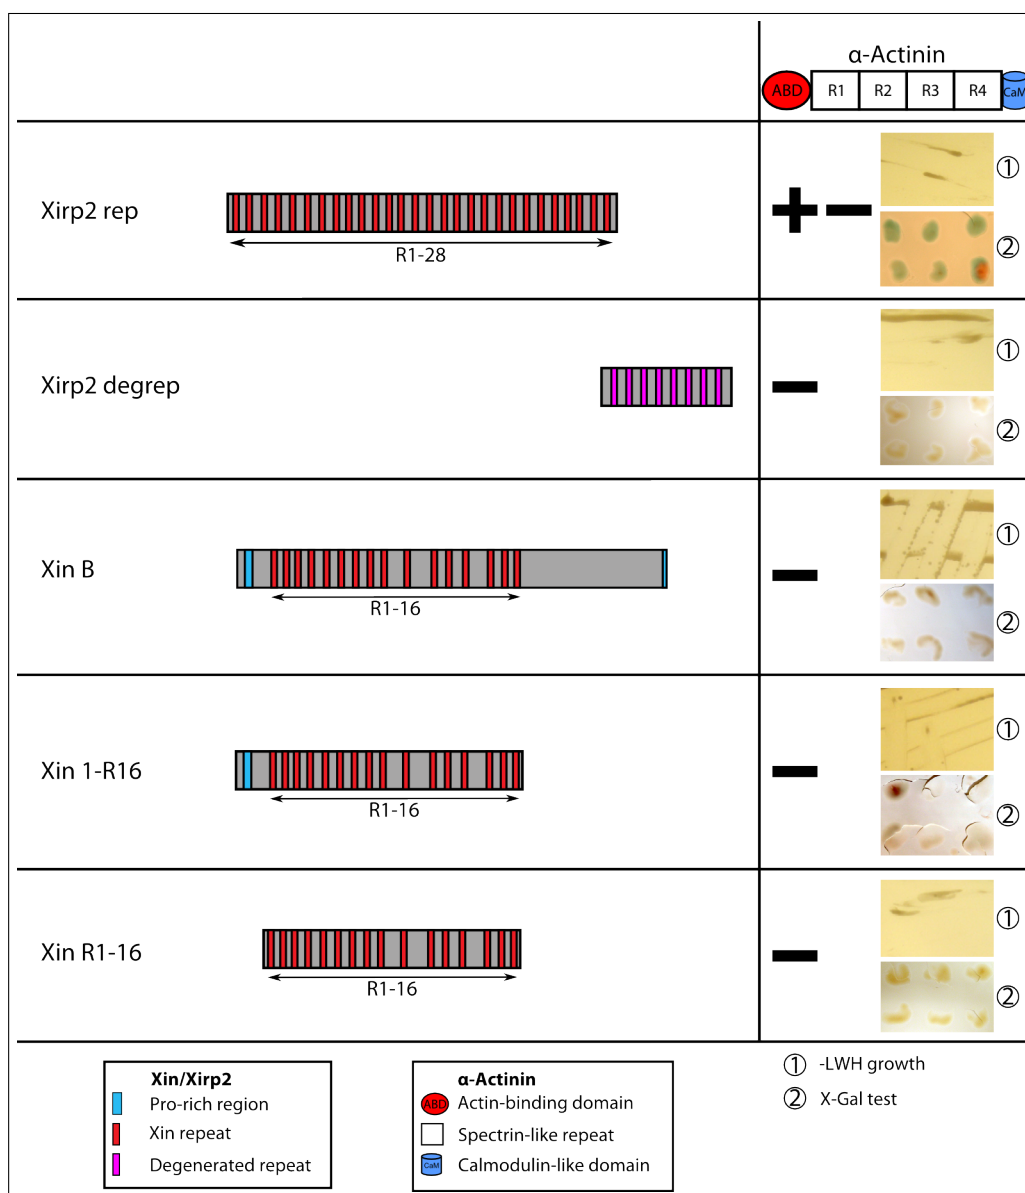 α-Actinin
ABD R1 R2 R3 R4 CaM
Xirp2 rep
R1-28
1
2
Xirp2 degrep
1
2
Xin B
R1-16
1
2
Xin 1-R16
R1-16
1
2
Xin R1-16
R1-16
1
2
Xin/Xirp2
Pro-rich region
Xin repeat
Degenerated repeat
α-Actinin
ABD Actin-binding domain
Spectrin-like repeat
CaM Calmodulin-like domain
1 -LWH growth
2 X-Gal test